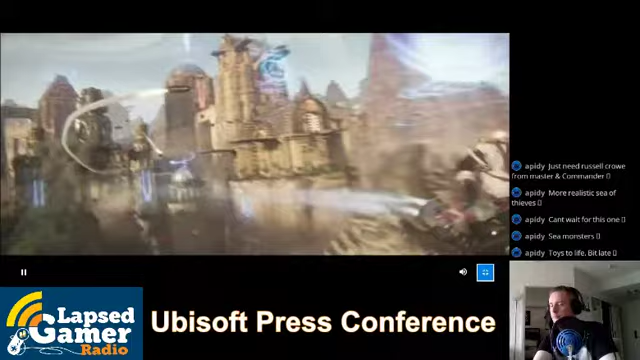 apidy Just need russell crowe
from master & Commander
apidy More realistic sea of
thieves
apidy Cant wait for this one
apidy Sea monsters
apidy Toys to life. Bit late
Lapsed
Gamer
Radio
Ubisoft Press Conference